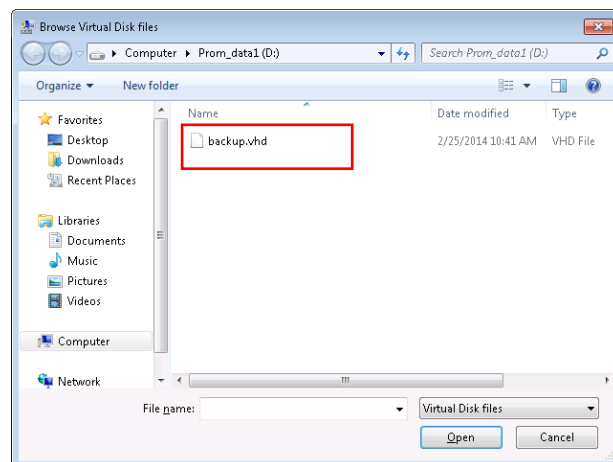 Browse Virtual Disk files
Computer Prom_data1 (D:)
Search Prom_data1 (D:)
Organize New folder
Name Date modified Type
backup.vhd 2/25/2014 10:41 AM VHD File
Favorites
Desktop
Downloads
Recent Places
Libraries
Documents
Music
Pictures
Videos
Computer
Network
File name: Virtual Disk files
Open Cancel